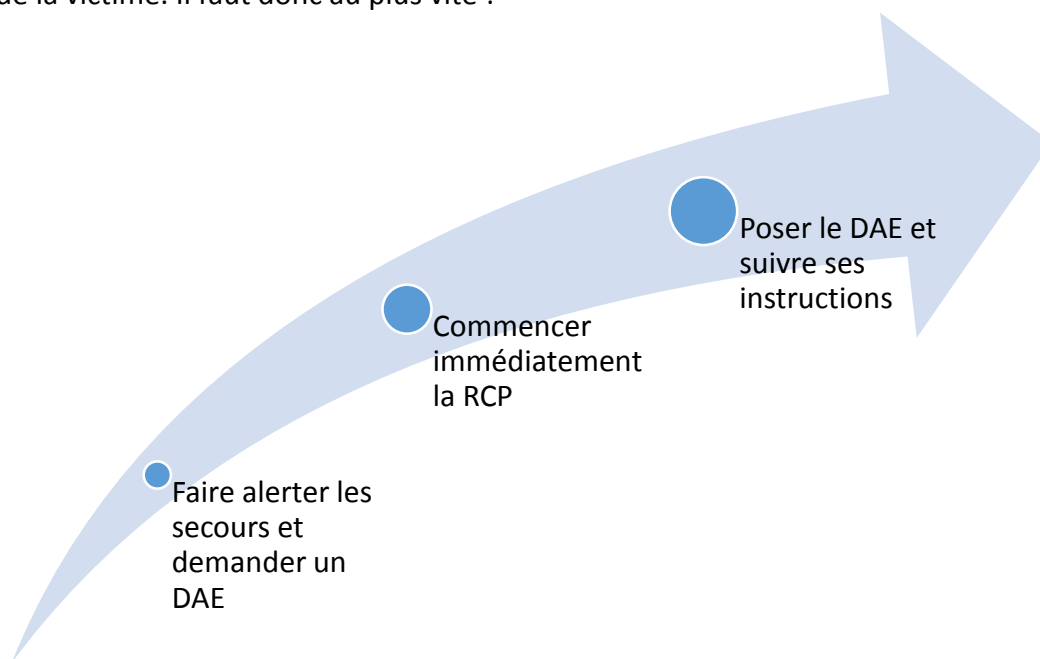 de la victime. Il faut donc au plus vite :
Poser le DAE et
suivre ses
instructions
Commencer
immédiatement
la RCP
Faire alerter les
secours et
demander un
DAE